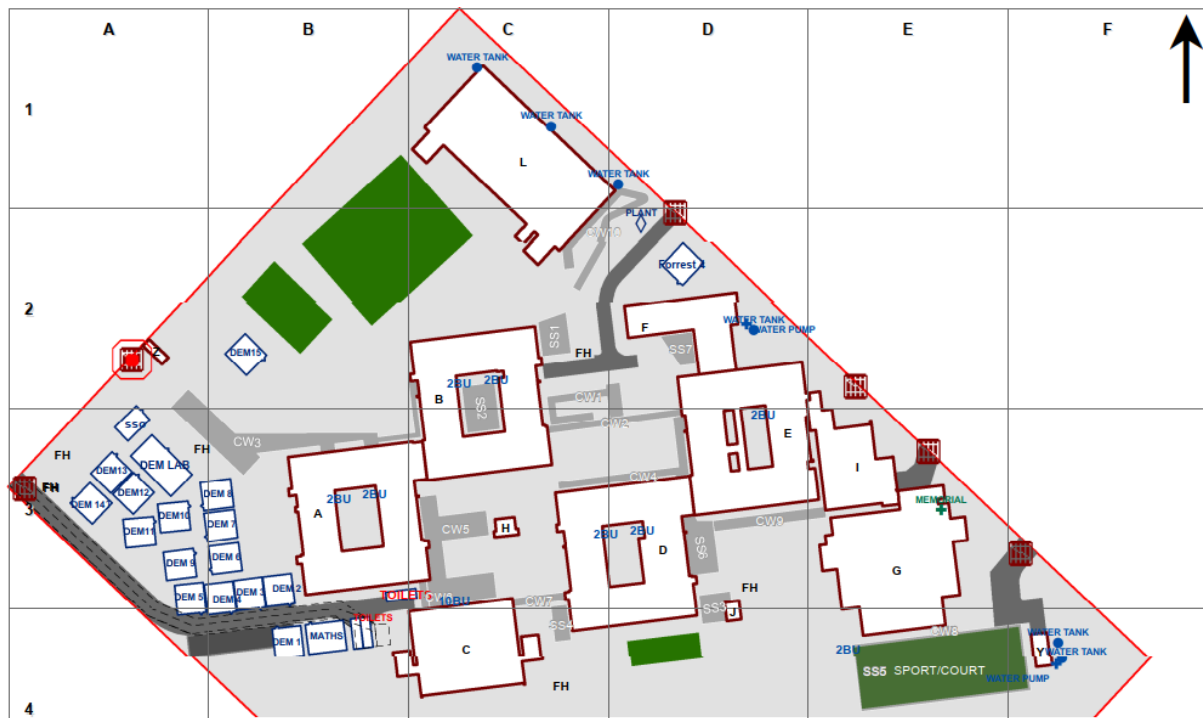 A B C D E F
WATER TANK
1
WATER TANK
L
WATER TANK
PLANT
CW10
Forrest 4
2
WATER TANK
F
WATER PUMP
SS1
Z
DEM15
FH
SS7
2BU
2BU
B
SS2
CW1
2BU
CW2
E
sso
CW3
FH
FH
DEM LAB
I
DEM13
CW4
FH
DEM12
DEM 8
2BU
2BU
DEM 14
MEMORIAL
3
A
DEM10
DEM11
DEM 7
CW5
H
2BU
2BU
CW9
SS6
D
DEM 6
DEM 9
G
FH
DEM 2
DEM 3
DEM 4
DEM 5
TOILETS
10BU
CW7
SS3
J
TOILETS
SS4
DEM 1
MATHS
C
CW8
WATER TANK
2BU
Y
WATER TANK
SS5 SPORT/COURT
WATER PUMP
FH
4